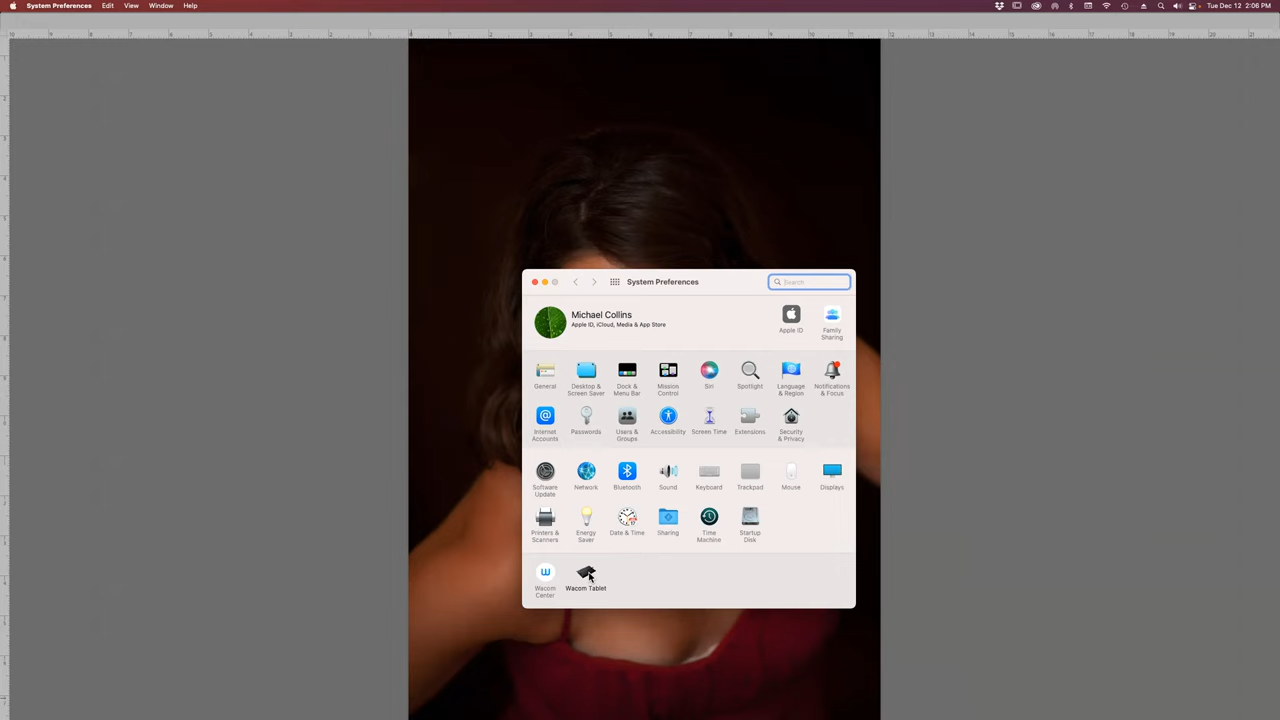 System Preferences Edit View Window Help
Tue Dec 12 2:06 PM
System Preferences
Search
Michael Collins
Apple ID, iCloud, Media & App Store
Apple ID
Family
Sharing
General
Desktop &
Screen Saver
Dock &
Menu Bar
Mission
Control
Siri
Spotlight
Language
& Region
Notifications
& Focus
Internet
Accounts
Passwords
Users &
Groups
Accessibility
Screen Time
Extensions
Security
& Privacy
Software
Update
Network
Bluetooth
Sound
Keyboard
Trackpad
Mouse
Displays
Printers &
Scanners
Energy
Saver
Date & Time
Sharing
Time
Machine
Startup
Disk
Wacom
Center
Wacom Tablet